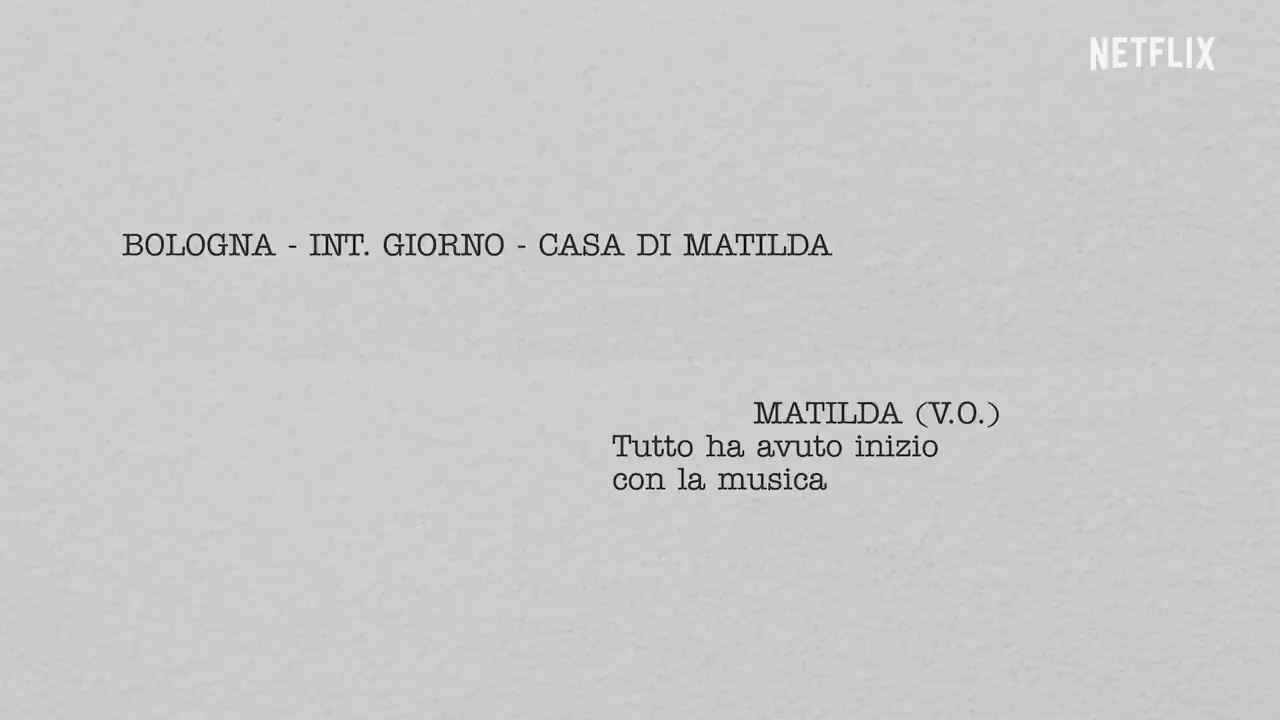 NETFLIX
BOLOGNA - INT. GIORNO - CASA DI MATILDA
MATILDA (V.O.)
Tutto ha avuto inizio
con la musica